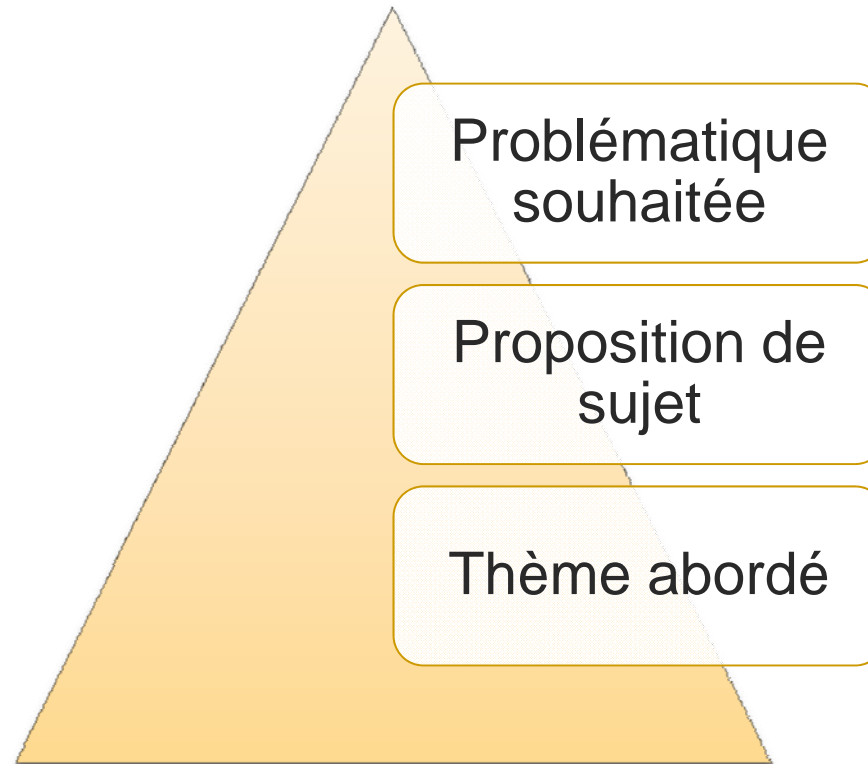 Problématique
souhaitée
Proposition de
sujet
Thème abordé